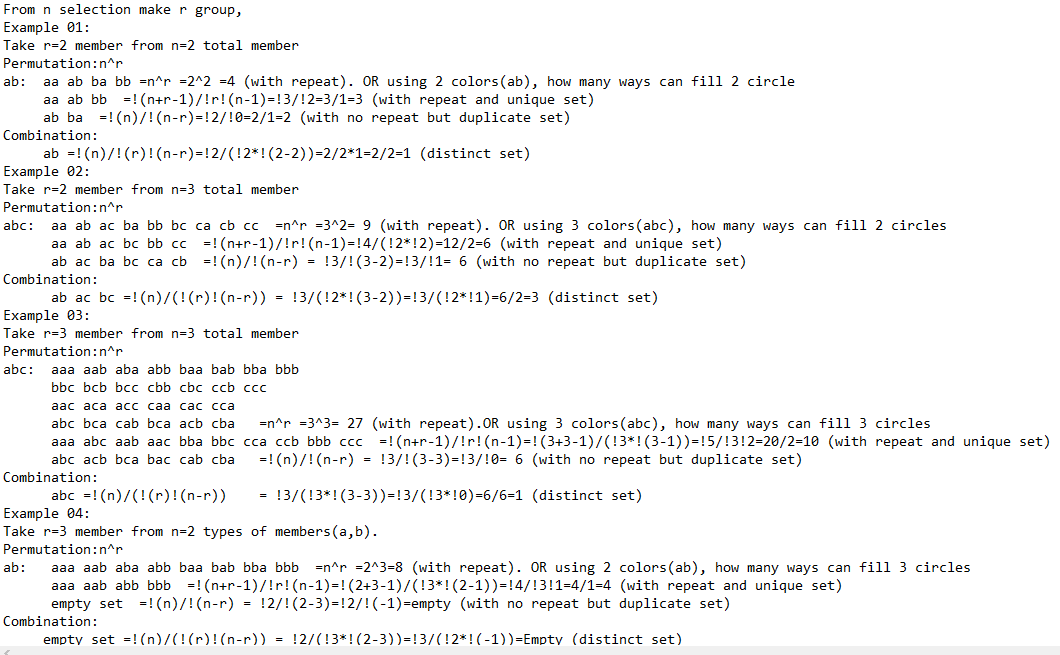 From n selection make r group,
Example 01:
Take r=2 member from n=2 total member
Permutation:n^r
ab:  aa ab ba bb =n^r =2^2 =4 (with repeat). OR using 2 colors(ab), how many ways can fill 2 circle
     aa ab bb  =!(n+r-1)/!r!(n-1)=!3/!2=3/1=3 (with repeat and unique set)
     ab ba  =!(n)/!(n-r)=!2/!0=2/1=2 (with no repeat but duplicate set)
Combination:
     ab =!(n)/!(r)!(n-r)=!2/(!2*!(2-2))=2/2*1=2/2=1 (distinct set)
Example 02:
Take r=2 member from n=3 total member
Permutation:n^r
abc:  aa ab ac ba bb bc ca cb cc  =n^r =3^2= 9 (with repeat). OR using 3 colors(abc), how many ways can fill 2 circles
      aa ab ac bc bb cc  =!(n+r-1)/!r!(n-1)=!4/(!2*!2)=12/2=6 (with repeat and unique set)
      ab ac ba bc ca cb  =!(n)/!(n-r) = !3/!(3-2)=!3/!1= 6 (with no repeat but duplicate set)
Combination:
      ab ac bc =!(n)/(!(r)!(n-r)) = !3/(!2*!(3-2))=!3/(!2*!1)=6/2=3 (distinct set)
Example 03:
Take r=3 member from n=3 total member
Permutation:n^r
abc:  aaa aab aba abb baa bab bba bbb
      bbc bcb bcc cbb cbc ccb ccc
      aac aca acc caa cac cca
      abc bca cab bca acb cba   =n^r =3^3= 27 (with repeat).OR using 3 colors(abc), how many ways can fill 3 circles
      aaa abc aab aac bba bbc cca ccb bbb ccc  =!(n+r-1)/!r!(n-1)=!(3+3-1)/(!3*!(3-1))=!5/!3!2=20/2=10 (with repeat and unique set)
      abc acb bca bac cab cba   =!(n)/!(n-r) = !3/!(3-3)=!3/!0= 6 (with no repeat but duplicate set)
Combination:
      abc =!(n)/(!(r)!(n-r))    = !3/(!3*!(3-3))=!3/(!3*!0)=6/6=1 (distinct set)
Example 04:
Take r=3 member from n=2 types of members(a,b).
Permutation:n^r
ab:   aaa aab aba abb baa bab bba bbb  =n^r =2^3=8 (with repeat). OR using 2 colors(ab), how many ways can fill 3 circles
      aaa aab abb bbb  =!(n+r-1)/!r!(n-1)=!(2+3-1)/(!3*!(2-1))=!4/!3!1=4/1=4 (with repeat and unique set)
      empty set  =!(n)/!(n-r) = !2/!(2-3)=!2/!(-1)=empty (with no repeat but duplicate set)
Combination:
     empty set =!(n)/(!(r)!(n-r)) = !2/(!3*!(2-3))=!3/(!2*!(-1))=Empty (distinct set)